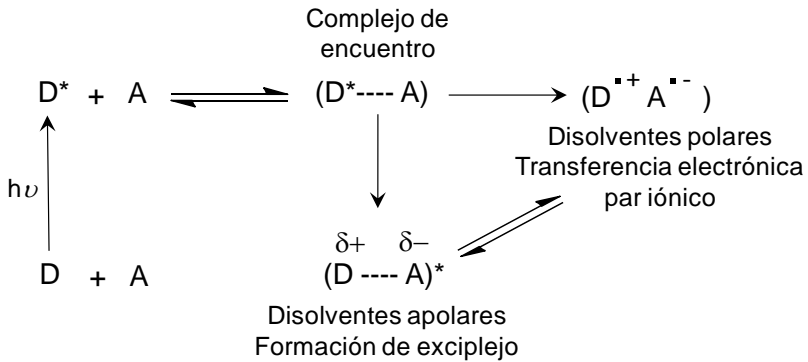 Complejo de
encuentro
D* + A (D*---- A) (D▪+ A▪- )
Disolventes polares
Transferencia electrónica
par iónico
hυ
δ+ δ−
D + A (D ---- A)*
Disolventes apolares
Formación de exciplejo